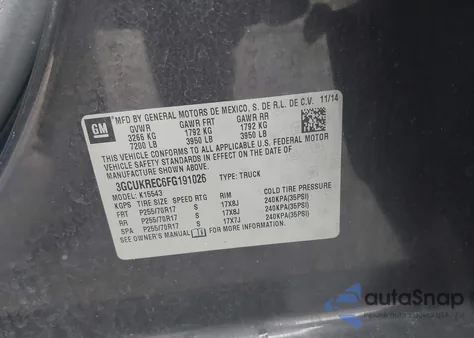 GM
MFD BY GENERAL MOTORS DE MEXICO, S. DE R.L. DE C.V. 11/14
GVWR GAWR FRT GAWR RR
3266 KG 1792 KG 1792 KG
7200 LB 3950 LB 3950 LB
THIS VEHICLE CONFORMS TO ALL APPLICABLE U.S. FEDERAL MOTOR
VEHICLE SAFETY AND THEFT PREVENTION STANDARDS IN EFFECT
ON THE DATE OF MANUFACTURE SHOWN ABOVE.
3GCUKREC6FG191026 TYPE: TRUCK
MODEL: K15543
KGPS TIRE SIZE SPEED RTG RIM COLD TIRE PRESSURE
FRT P255/70R17 S 17X8J 240KPA(35PSI)
RR P255/70R17 S 17X8J 240KPA(35PSI)
SPA P255/70R17 S 17X7J 240KPA(35PSI)
SEE OWNER'S MANUAL FOR MORE INFORMATION.
autoSnap